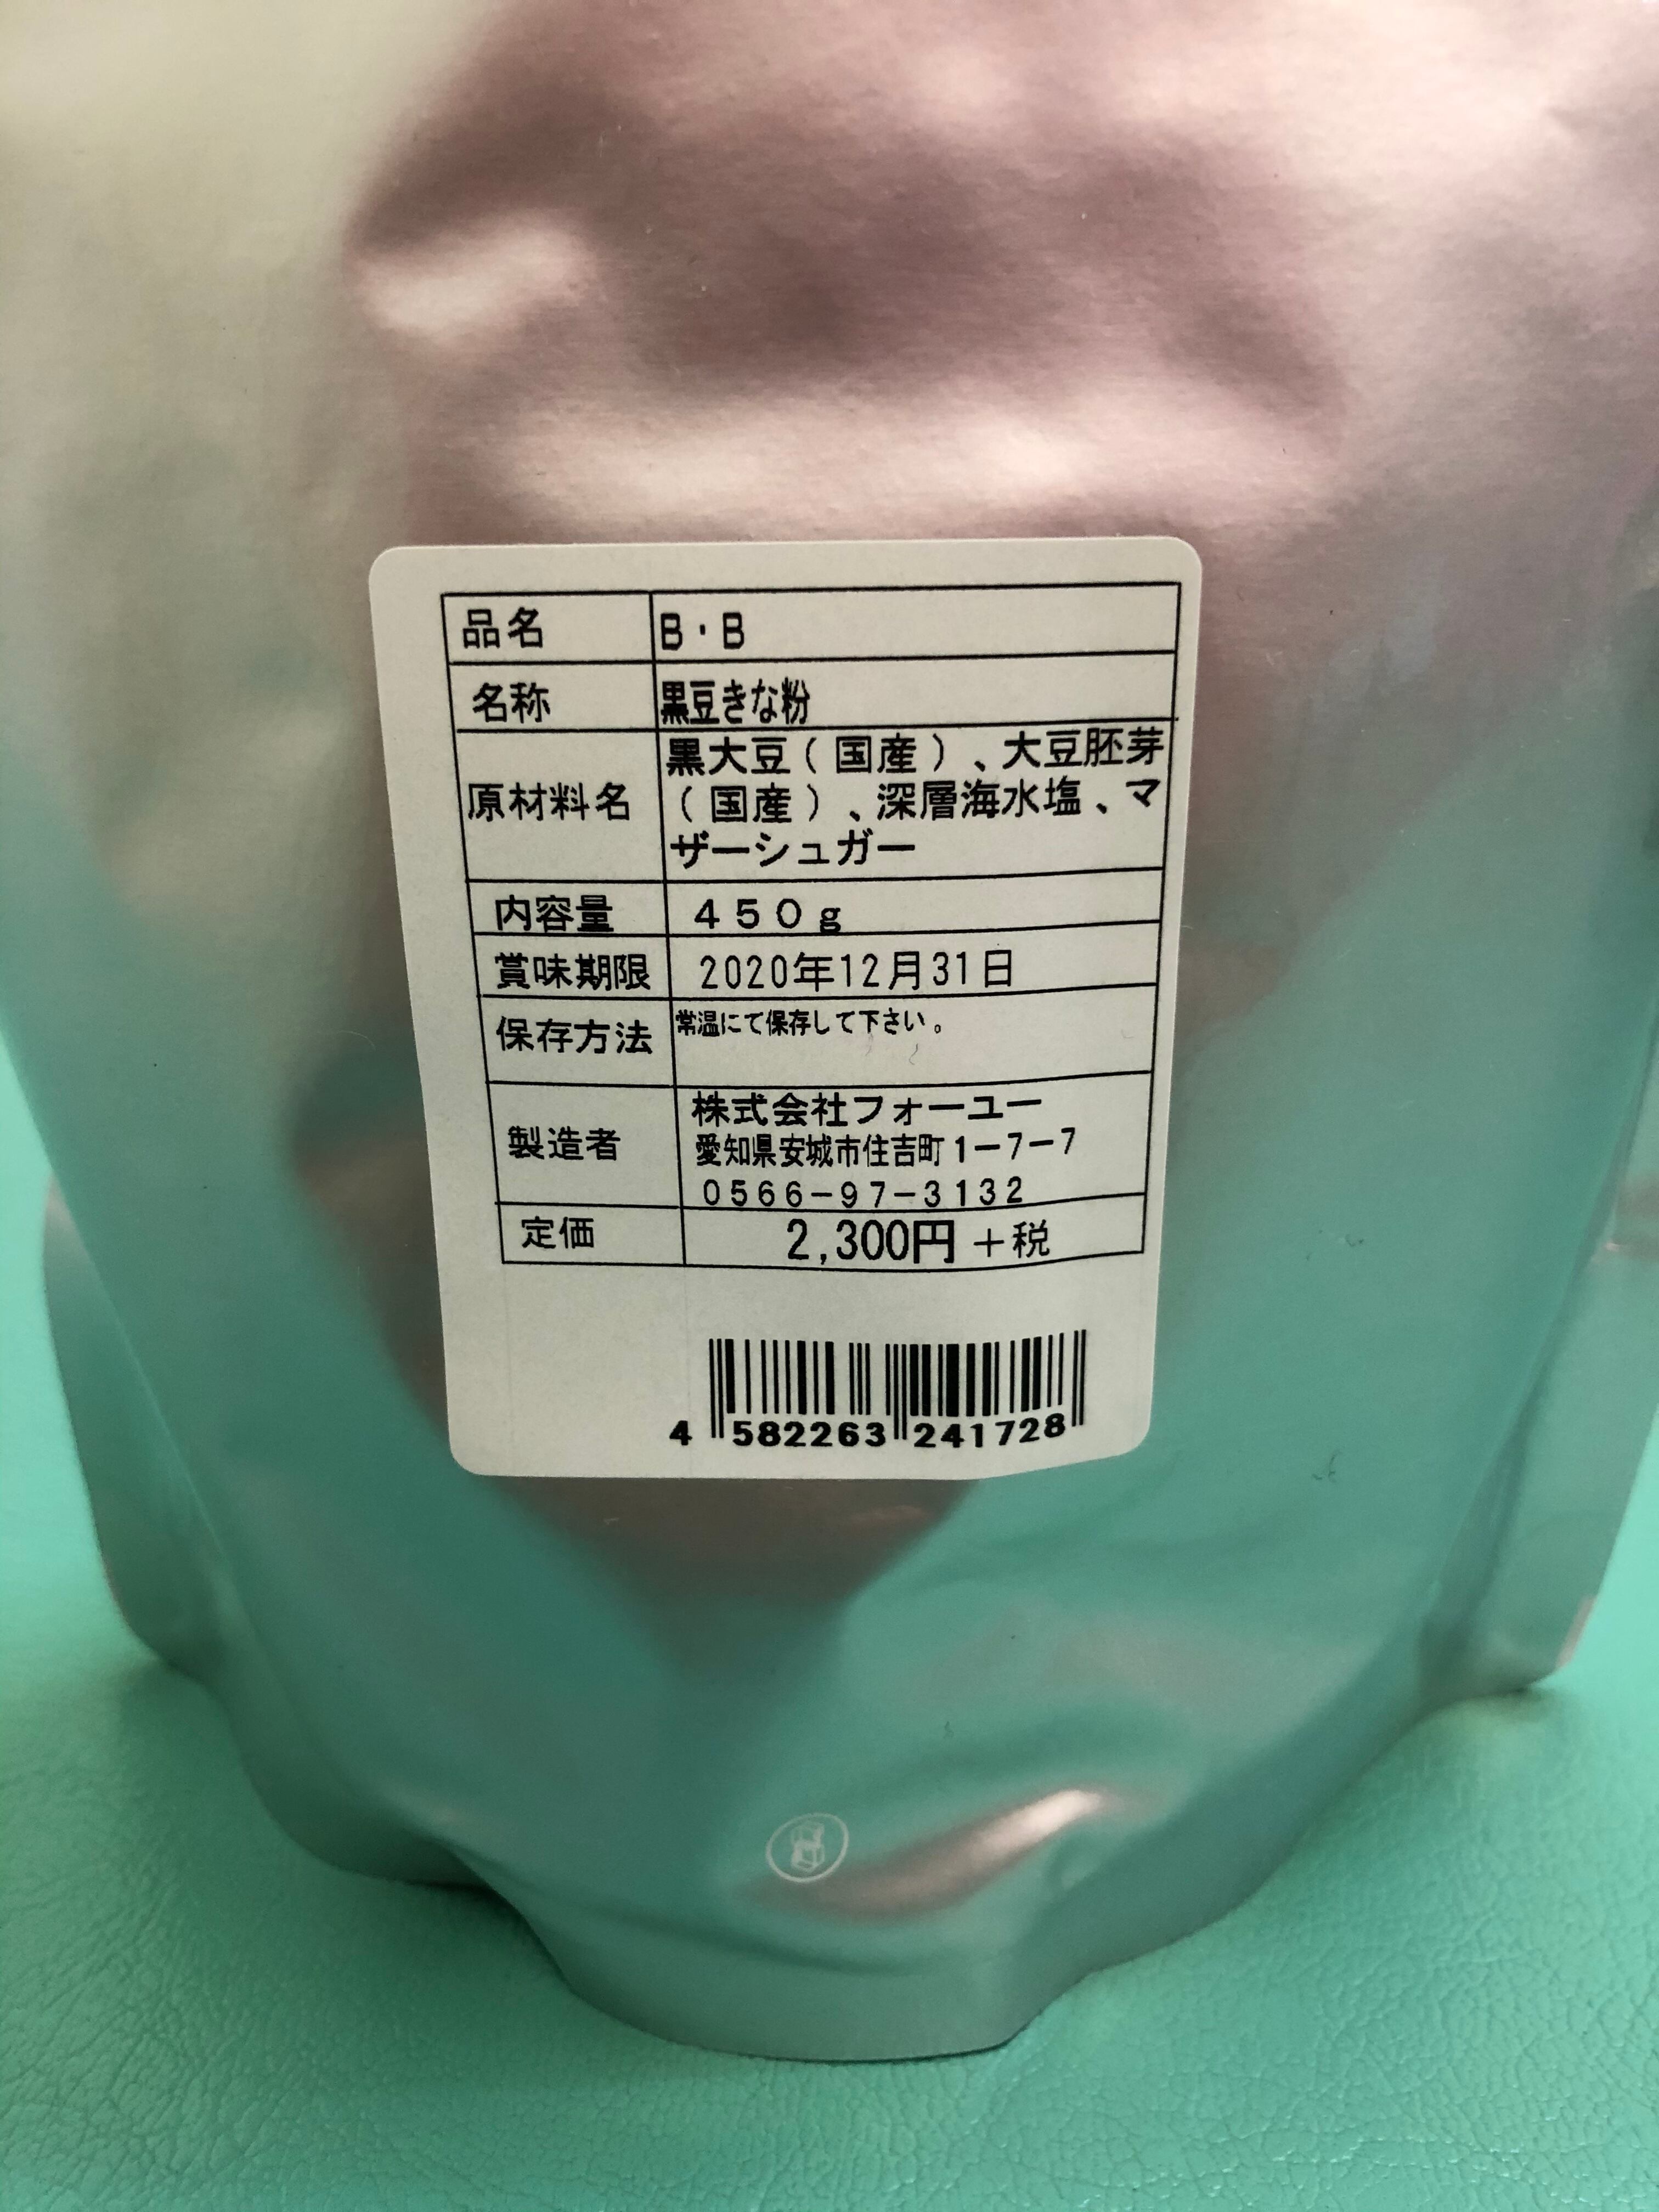 品名 B・B
名称 黒豆きな粉
原材料名 黒大豆(国産)、大豆胚芽
(国産)、深層海水塩、マ
ザーシュガー
内容量 450g
賞味期限 2020年12月31日
保存方法 常温にて保存して下さい。
製造者 株式会社フォーユー
愛知県安城市住吉町1-7-7
0566-97-3132
定価 2,300円+税
4 582263 241728